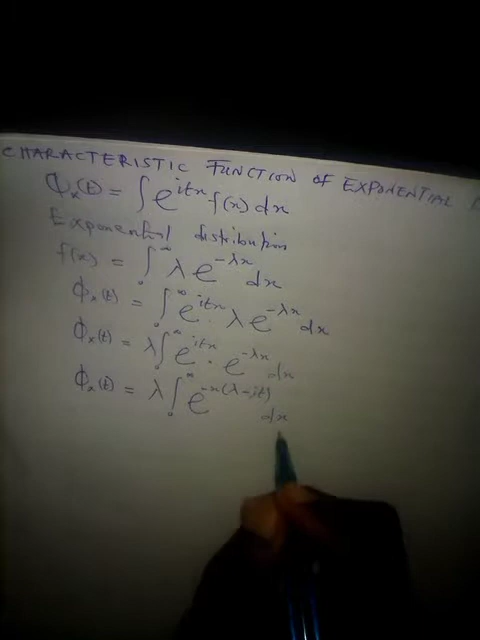 CHARACTERISTIC FUNCTION OF EXPONENTIAL
Φₓ(t) = ∫ e^{itx} f(x) dx
Exponential distribution
f(x) = ∫₀^∞ λ e^{-λx} dx
Φₓ(t) = ∫₀^∞ e^{itx} · λ e^{-λx} dx
Φₓ(t) = λ ∫₀^∞ e^{itx} · e^{-λx} dx
Φₓ(t) = λ ∫₀^∞ e^{-x(λ-it)} dx